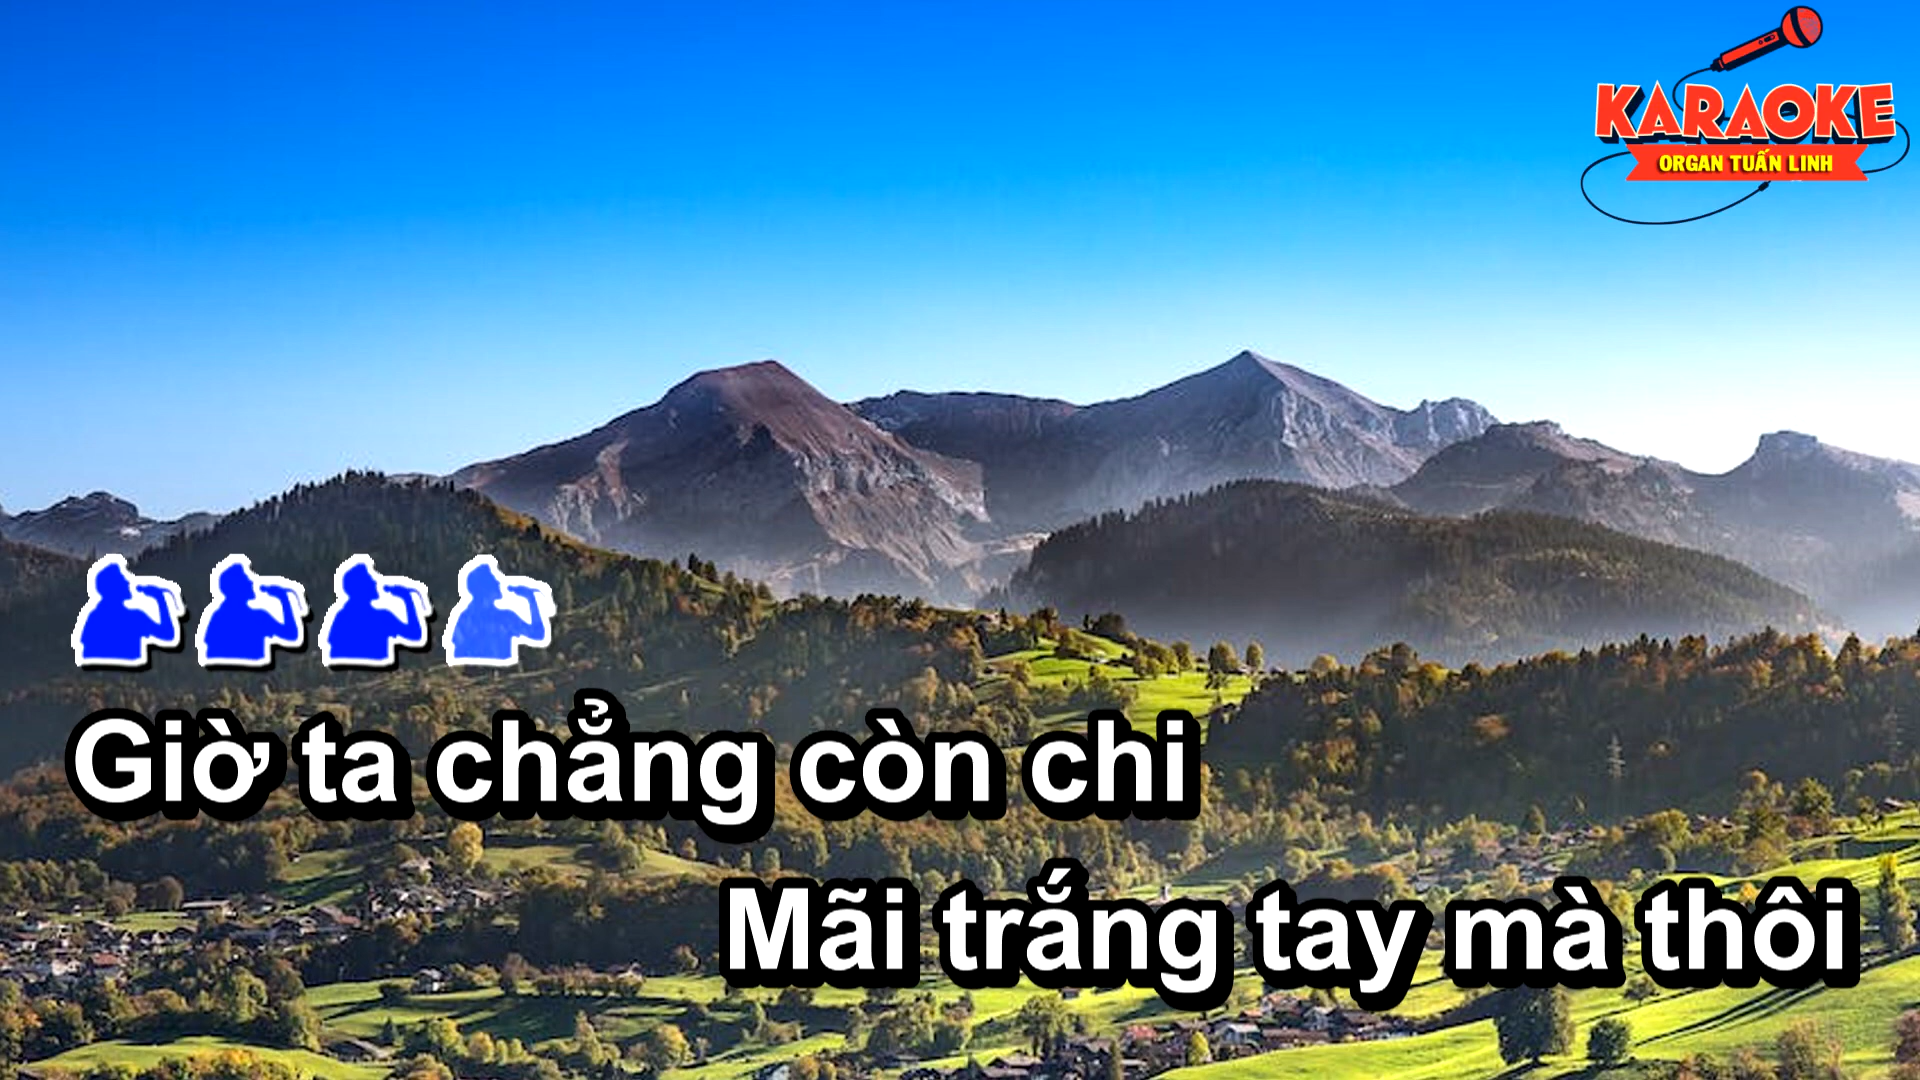 KARAOKE
ORGAN TUẤN LINH
Giờ ta chẳng còn chi
Mãi trắng tay mà thôi